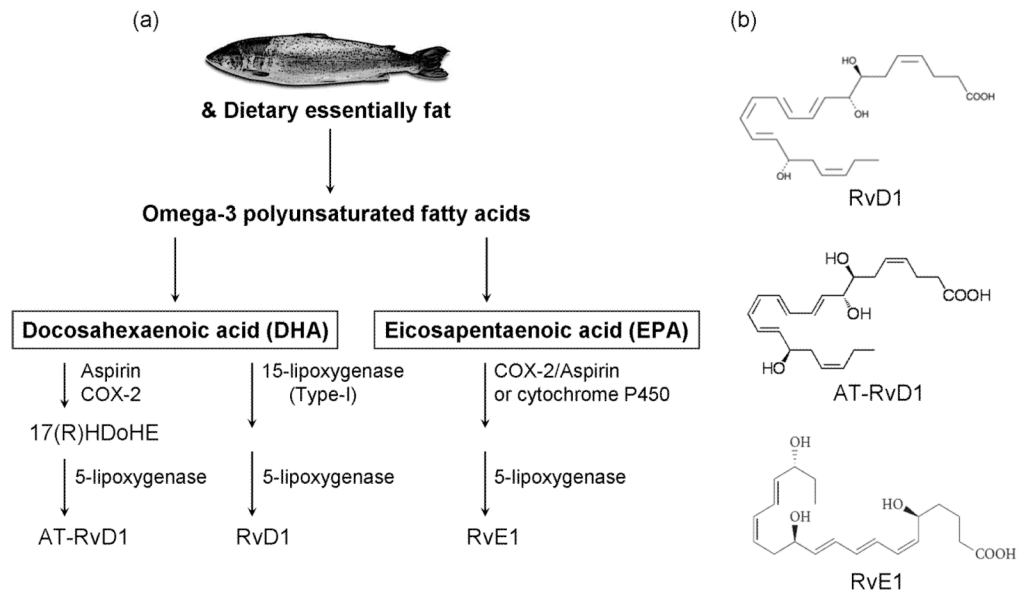 (a)
& Dietary essentially fat
Omega-3 polyunsaturated fatty acids
Docosahexaenoic acid (DHA)
Eicosapentaenoic acid (EPA)
Aspirin
COX-2
15-lipoxygenase
(Type-I)
COX-2/Aspirin
or cytochrome P450
17(R)HDoHE
5-lipoxygenase
5-lipoxygenase
5-lipoxygenase
AT-RvD1
RvD1
RvE1
(b)
HO
COOH
OH
OH
RvD1
HO
COOH
OH
HO
AT-RvD1
OH
HO
OH
COOH
RvE1